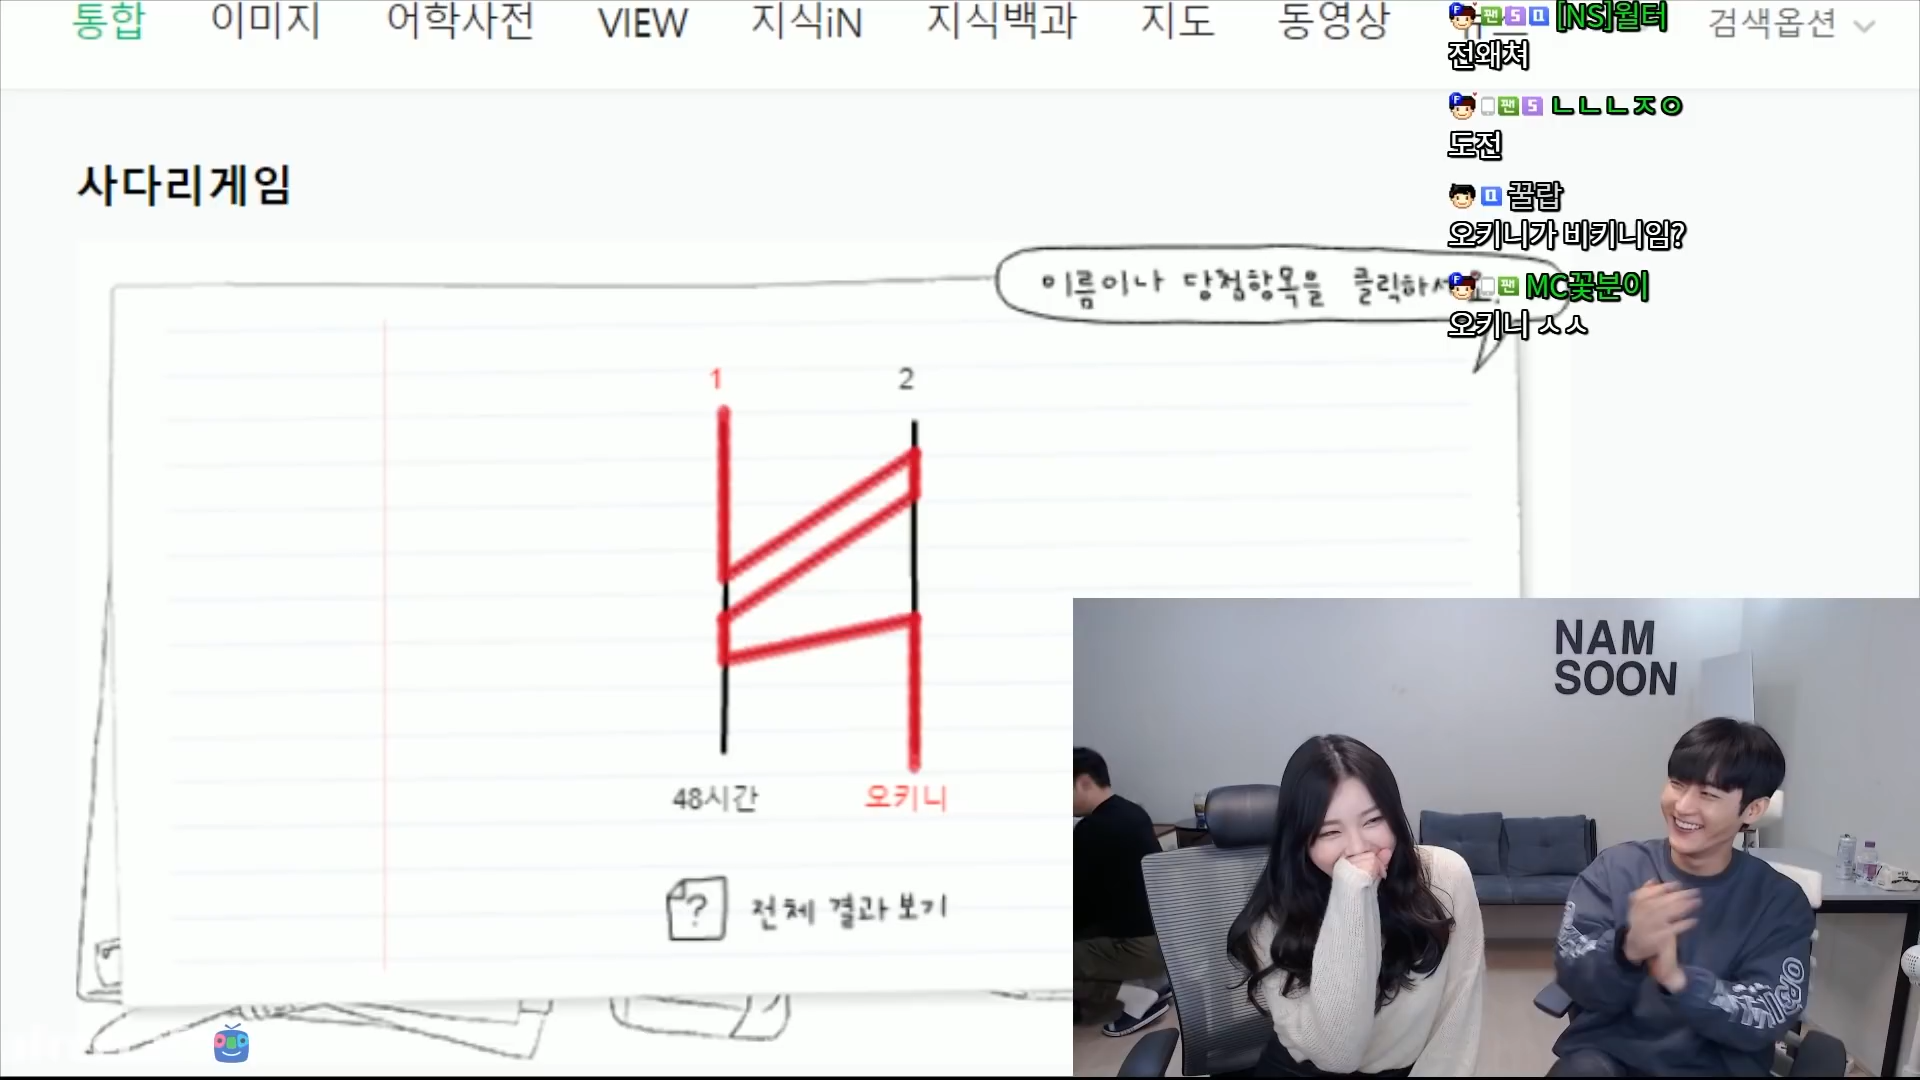 통합 이미지 어학사전 VIEW 지식iN 지식백과 지도 동영상 검색옵션
[NS]월터
전왜쳐
ㄴㄴㄴㅈㅇ
도전
꿀랍
오키니가 비키니임?
MC꽃분이
오키니 ㅅㅅ
사다리게임
이름이나 당첨항목을 클릭하세요.
1 2
48시간 오키니
? 전체 결과보기
NAM
SOON